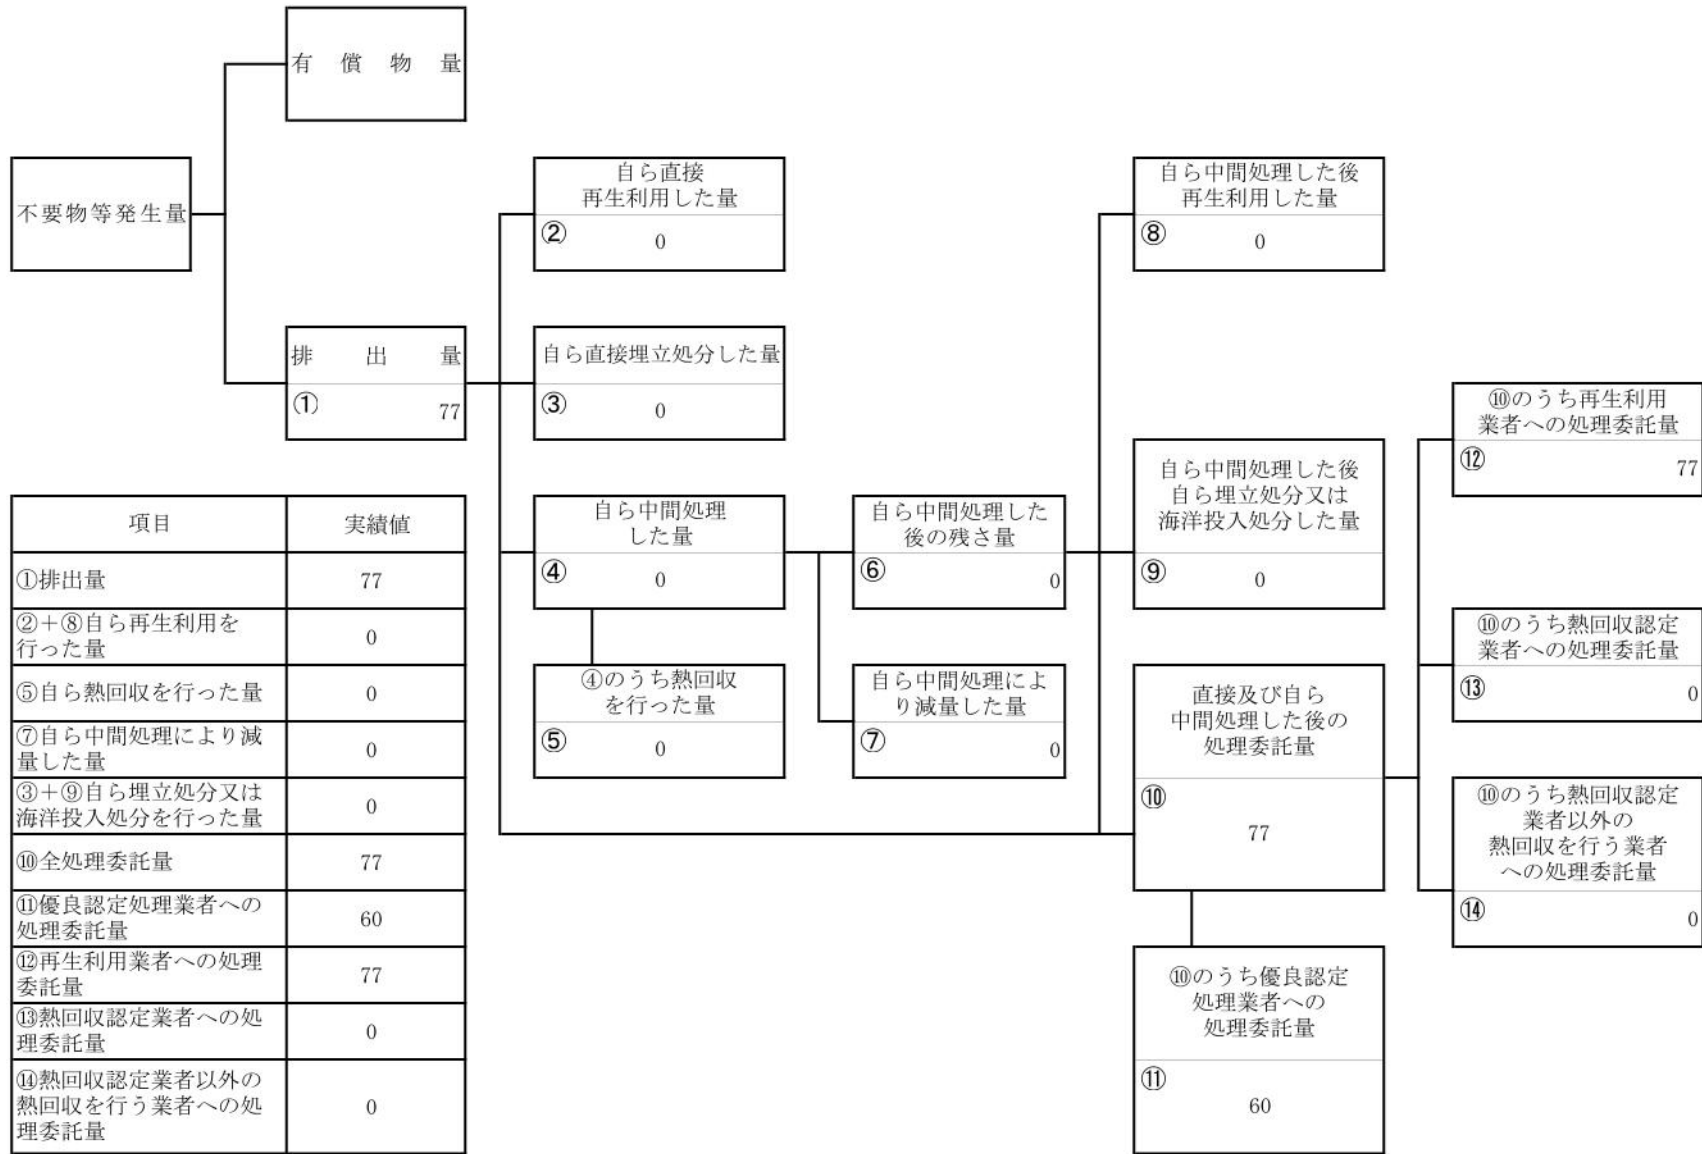 有償物量
不要物等発生量
自ら直接
再生利用した量
② 0
自ら中間処理した後
再生利用した量
⑧ 0
排出量
① 77
自ら直接埋立処分した量
③ 0
⑩のうち再生利用
業者への処理委託量
⑫ 77
自ら中間処理した後
自ら埋立処分又は
海洋投入処分した量
⑨ 0
自ら中間処理
した量
④ 0
自ら中間処理した
後の残さ量
⑥ 0
⑩のうち熱回収認定
業者への処理委託量
⑬ 0
④のうち熱回収
を行った量
⑤ 0
自ら中間処理によ
り減量した量
⑦ 0
直接及び自ら
中間処理した後の
処理委託量
⑩
77
⑩のうち熱回収認定
業者以外の
熱回収を行う業者
への処理委託量
⑭ 0
⑩のうち優良認定
処理業者への
処理委託量
⑪
60
項目 実績値
①排出量 77
②+⑧自ら再生利用を
行った量 0
⑤自ら熱回収を行った量 0
⑦自ら中間処理により減
量した量 0
③+⑨自ら埋立処分又は
海洋投入処分を行った量 0
⑩全処理委託量 77
⑪優良認定処理業者への
処理委託量 60
⑫再生利用業者への処理
委託量 77
⑬熱回収認定業者への処
理委託量 0
⑭熱回収認定業者以外の
熱回収を行う業者への処 0
理委託量